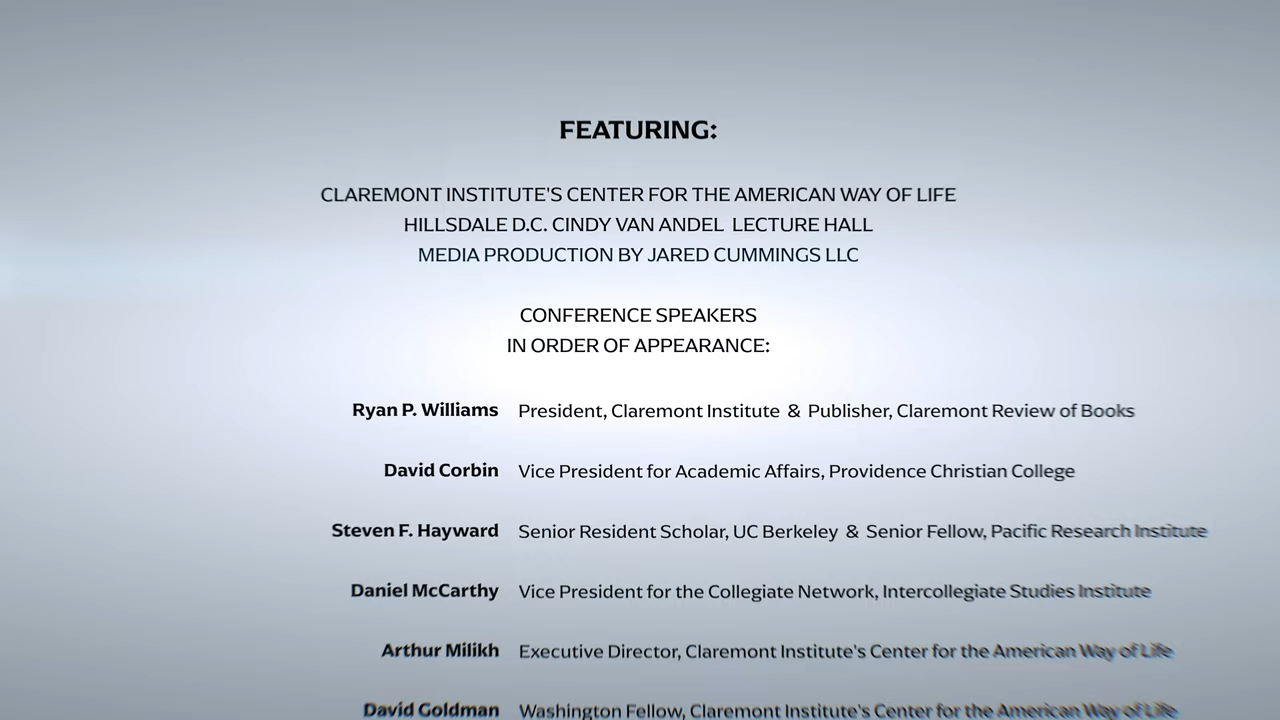 FEATURING:
CLAREMONT INSTITUTE'S CENTER FOR THE AMERICAN WAY OF LIFE
HILLSDALE D.C. CINDY VAN ANDEL LECTURE HALL
MEDIA PRODUCTION BY JARED CUMMINGS LLC
CONFERENCE SPEAKERS
IN ORDER OF APPEARANCE:
Ryan P. Williams President, Claremont Institute & Publisher, Claremont Review of Books
David Corbin Vice President for Academic Affairs, Providence Christian College
Steven F. Hayward Senior Resident Scholar, UC Berkeley & Senior Fellow, Pacific Research Institute
Daniel McCarthy Vice President for the Collegiate Network, Intercollegiate Studies Institute
Arthur Milikh Executive Director, Claremont Institute's Center for the American Way of Life
David Goldman Washington Fellow, Claremont Institute's Center for the American Way of Life